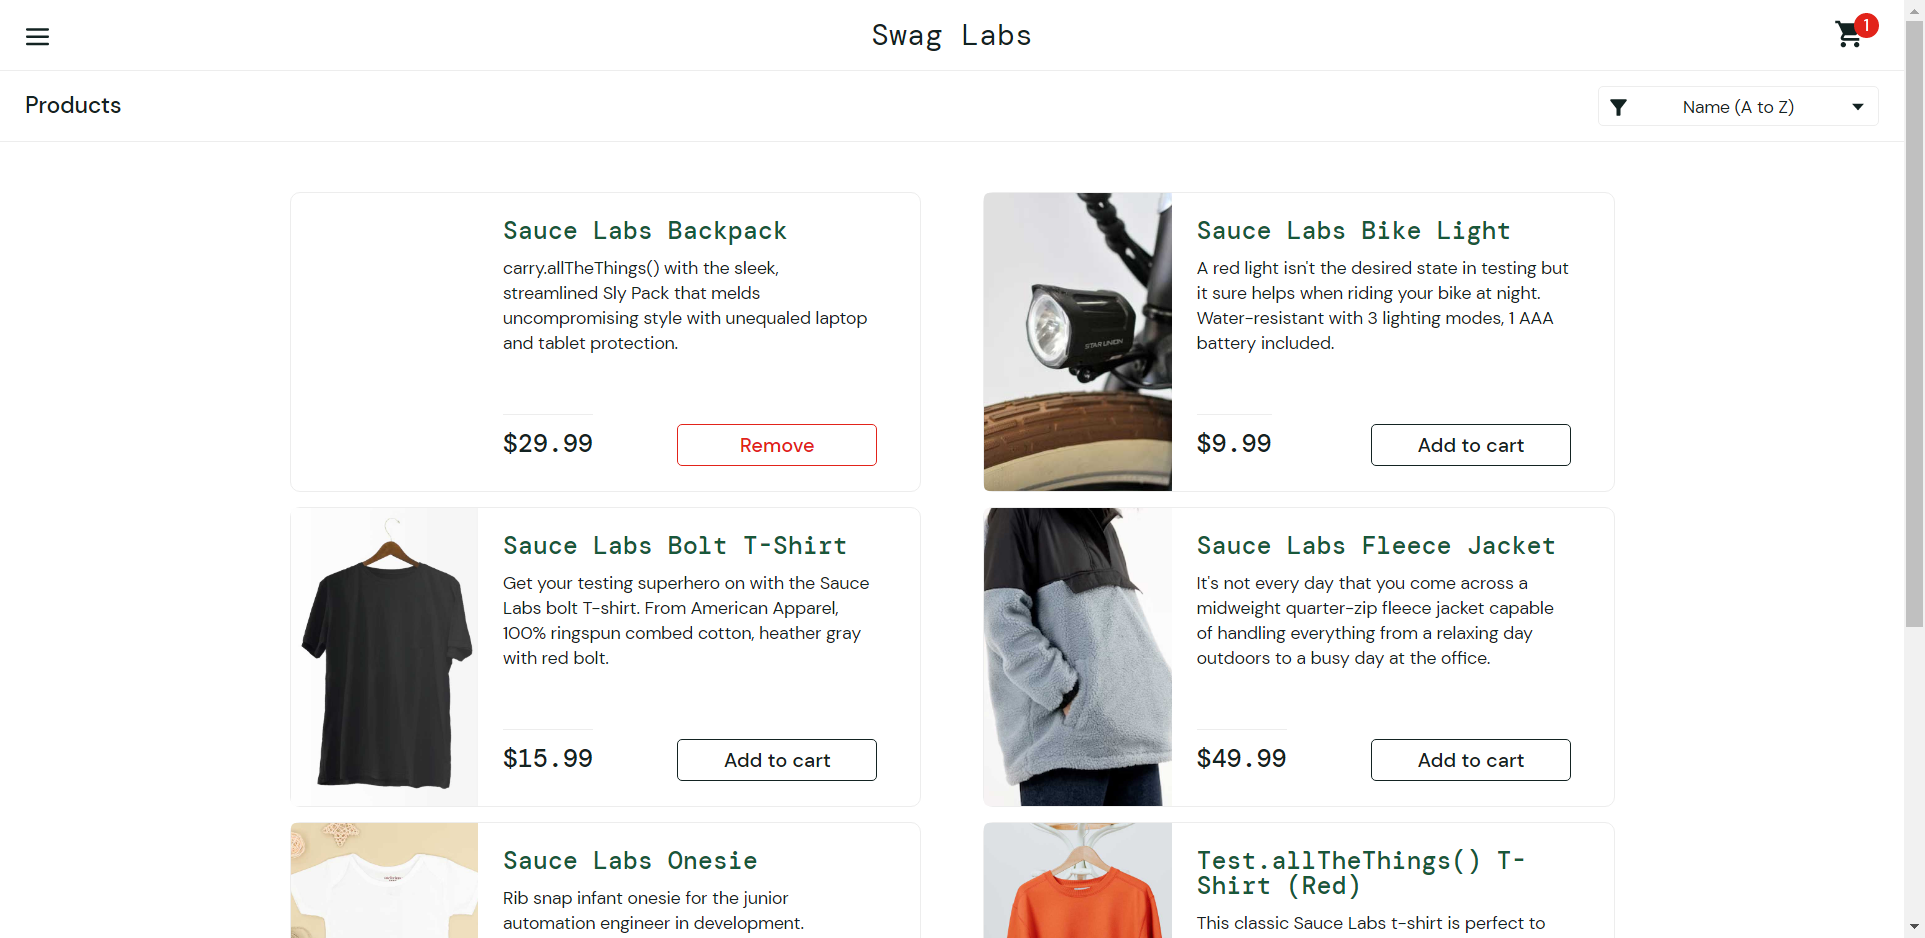 Swag Labs
1
Products
Name (A to Z)
Sauce Labs Backpack
carry.allTheThings() with the sleek,
streamlined Sly Pack that melds
uncompromising style with unequaled laptop
and tablet protection.
$29.99
Remove
Sauce Labs Bike Light
A red light isn't the desired state in testing but
it sure helps when riding your bike at night.
Water-resistant with 3 lighting modes, 1 AAA
battery included.
$9.99
Add to cart
STAR UNION
Sauce Labs Bolt T-Shirt
Get your testing superhero on with the Sauce
Labs bolt T-shirt. From American Apparel,
100% ringspun combed cotton, heather gray
with red bolt.
$15.99
Add to cart
Sauce Labs Fleece Jacket
It's not every day that you come across a
midweight quarter-zip fleece jacket capable
of handling everything from a relaxing day
outdoors to a busy day at the office.
$49.99
Add to cart
Sauce Labs Onesie
Rib snap infant onesie for the junior
automation engineer in development.
Test.allTheThings() T-
Shirt (Red)
This classic Sauce Labs t-shirt is perfect to